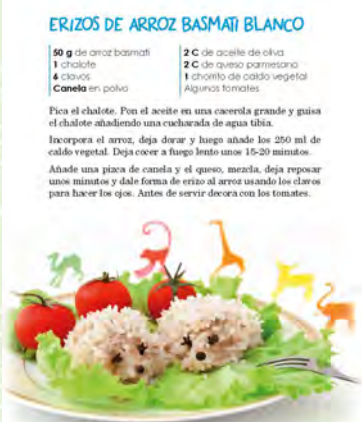 ERIZOS DE ARROZ BASMATI BLANCO
50 g de arroz basmati
1 chalote
6 clavos
Canela en polvo
2 C de aceite de oliva
2 C de queso parmesano
1 chorrito de caldo vegetal
Algunos tomates
Pica el chalote. Pon el aceite en una cacerola grande y guisa
el chalote añadiendo una cucharada de agua tibia.
Incorpora el arroz, deja dorar y luego añade los 250 ml de
caldo vegetal. Deja cocer a fuego lento unos 15-20 minutos.
Añade una pizca de canela y el queso, mezcla, deja reposar
unos minutos y dale forma de erizo al arroz usando los clavos
para hacer los ojos. Antes de servir decora con los tomates.